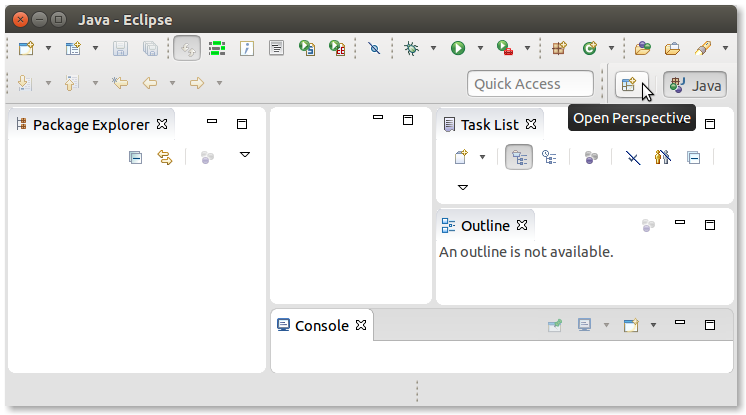 Java - Eclipse
Quick Access
Java
Open Perspective
Package Explorer
Task List
Outline
An outline is not available.
Console